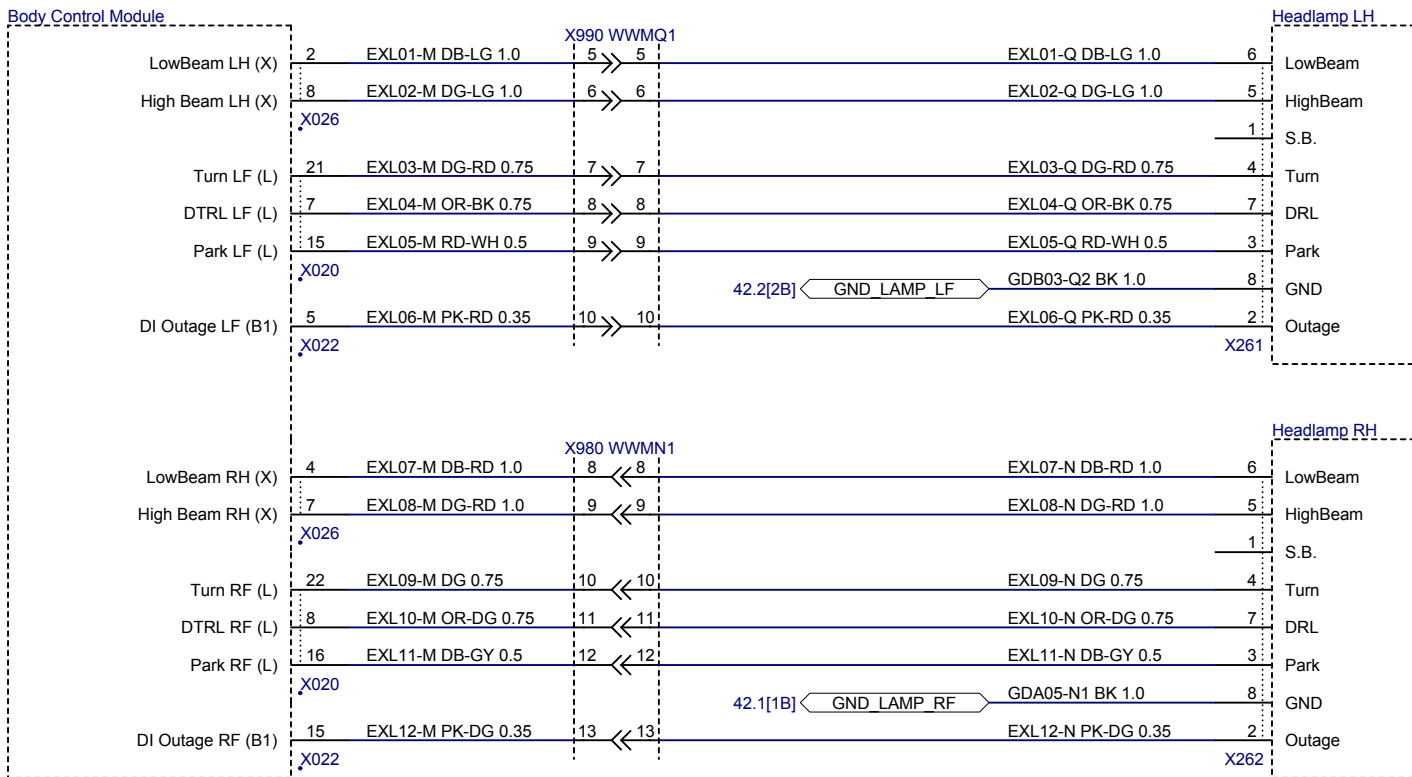 Body Control Module
Headlamp LH
X990 WWMQ1
LowBeam LH (X) 2 EXL01-M DB-LG 1.0 5 5 EXL01-Q DB-LG 1.0 6 LowBeam
High Beam LH (X) 8 EXL02-M DG-LG 1.0 6 6 EXL02-Q DG-LG 1.0 5 HighBeam
X026
1 S.B.
Turn LF (L) 21 EXL03-M DG-RD 0.75 7 7 EXL03-Q DG-RD 0.75 4 Turn
DTRL LF (L) 7 EXL04-M OR-BK 0.75 8 8 EXL04-Q OR-BK 0.75 7 DRL
Park LF (L) 15 EXL05-M RD-WH 0.5 9 9 EXL05-Q RD-WH 0.5 3 Park
X020
42.2[2B] GND_LAMP_LF GDB03-Q2 BK 1.0 8 GND
DI Outage LF (B1) 5 EXL06-M PK-RD 0.35 10 10 EXL06-Q PK-RD 0.35 2 Outage
X022 X261
Headlamp RH
X980 WWMN1
LowBeam RH (X) 4 EXL07-M DB-RD 1.0 8 8 EXL07-N DB-RD 1.0 6 LowBeam
High Beam RH (X) 7 EXL08-M DG-RD 1.0 9 9 EXL08-N DG-RD 1.0 5 HighBeam
X026
1 S.B.
Turn RF (L) 22 EXL09-M DG 0.75 10 10 EXL09-N DG 0.75 4 Turn
DTRL RF (L) 8 EXL10-M OR-DG 0.75 11 11 EXL10-N OR-DG 0.75 7 DRL
Park RF (L) 16 EXL11-M DB-GY 0.5 12 12 EXL11-N DB-GY 0.5 3 Park
X020
42.1[1B] GND_LAMP_RF GDA05-N1 BK 1.0 8 GND
DI Outage RF (B1) 15 EXL12-M PK-DG 0.35 13 13 EXL12-N PK-DG 0.35 2 Outage
X022 X262